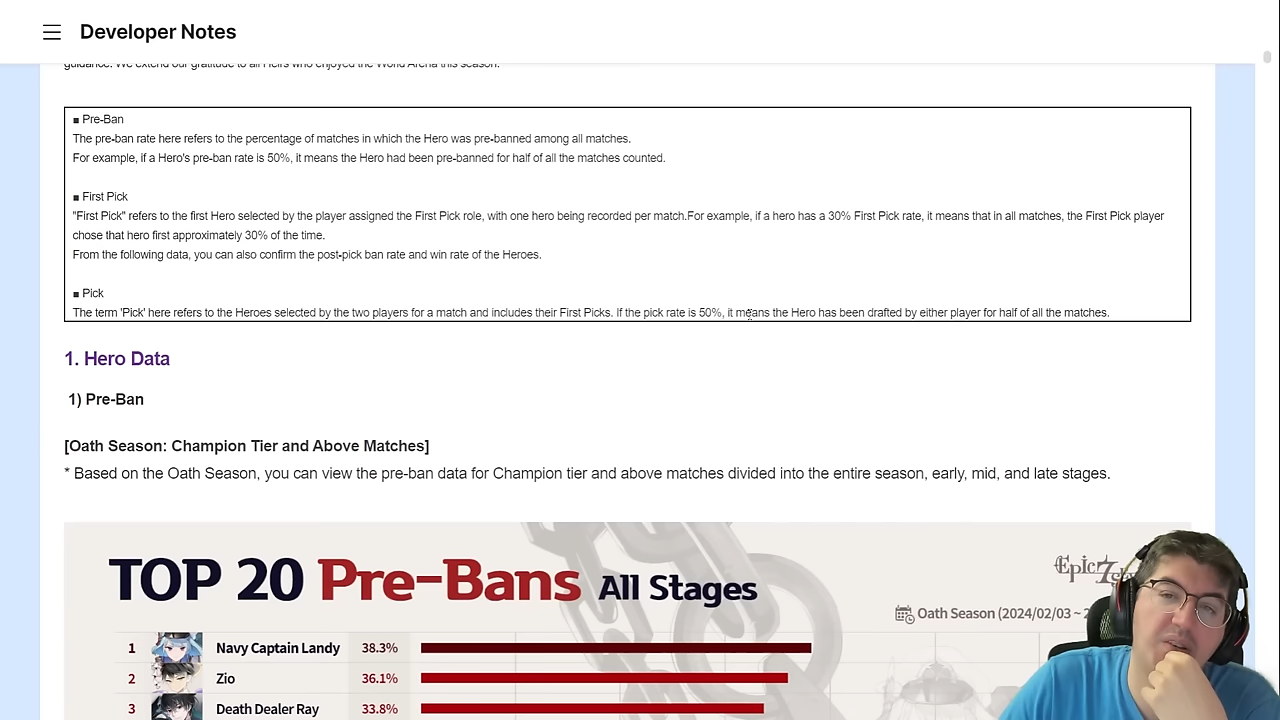 Developer Notes
guidance. We extend our gratitude to all Heirs who enjoyed the World Arena this season.
■ Pre-Ban
The pre-ban rate here refers to the percentage of matches in which the Hero was pre-banned among all matches.
For example, if a Hero's pre-ban rate is 50%, it means the Hero had been pre-banned for half of all the matches counted.
■ First Pick
"First Pick" refers to the first Hero selected by the player assigned the First Pick role, with one hero being recorded per match.For example, if a hero has a 30% First Pick rate, it means that in all matches, the First Pick player
chose that hero first approximately 30% of the time.
From the following data, you can also confirm the post-pick ban rate and win rate of the Heroes.
■ Pick
The term 'Pick' here refers to the Heroes selected by the two players for a match and includes their First Picks. If the pick rate is 50%, it means the Hero has been drafted by either player for half of all the matches.
1. Hero Data
1) Pre-Ban
[Oath Season: Champion Tier and Above Matches]
* Based on the Oath Season, you can view the pre-ban data for Champion tier and above matches divided into the entire season, early, mid, and late stages.
TOP 20 Pre-Bans All Stages
Epic7
Oath Season (2024/02/03 ~
1 Navy Captain Landy 38.3%
2 Zio 36.1%
3 Death Dealer Ray 33.8%